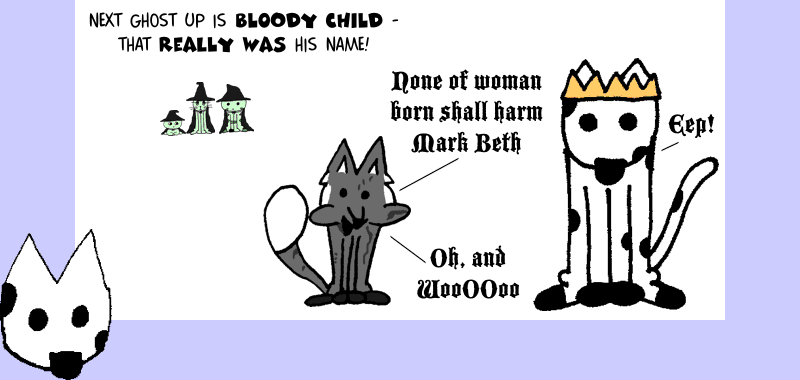 NEXT GHOST UP IS BLOODY CHILD -
THAT REALLY WAS HIS NAME!
None of woman
born shall harm
Mark Beth
Eep!
Oh, and
WooOOoo